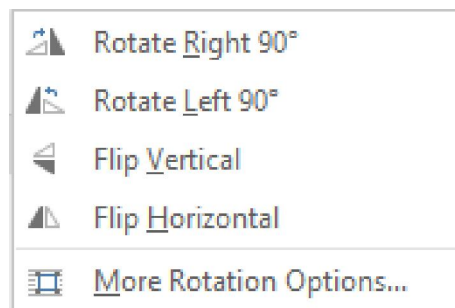 Rotate Right 90°
Rotate Left 90°
Flip Vertical
Flip Horizontal
More Rotation Options...